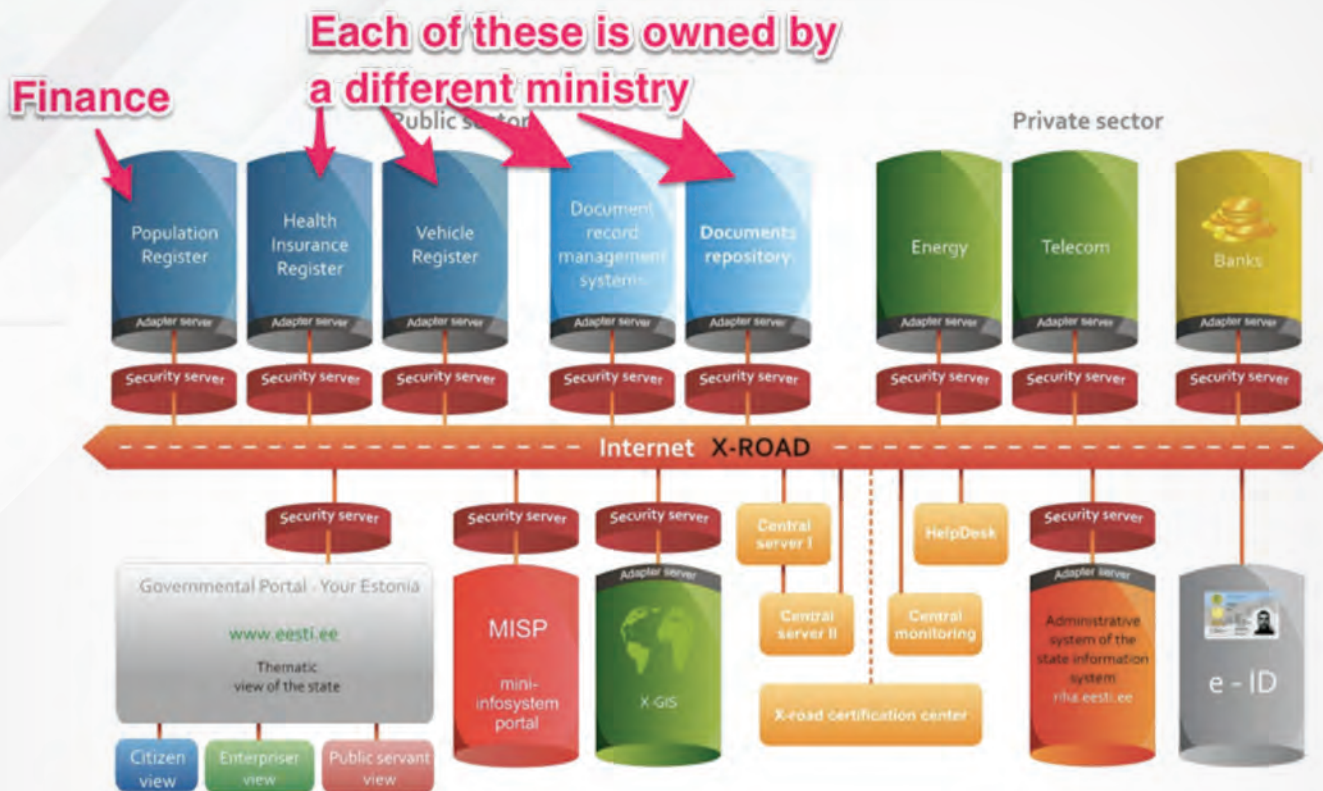 Each of these is owned by
a different ministry
Finance
Public sector
Private sector
Population
Register
Adapter server
Security server
Health
Insurance
Register
Adapter server
Security server
Vehicle
Register
Adapter server
Security server
Document
record
management
systems
Adapter server
Security server
Documents
repository
Adapter server
Security server
Energy
Adapter server
Security server
Telecom
Adapter server
Security server
Banks
Adapter server
Security server
Internet X-ROAD
Security server
Governmental Portal - Your Estonia
www.eesti.ee
Thematic
view of the state
Citizen
view
Enterpriser
view
Public servant
view
Security server
MISP
mini-
infosystem
portal
Security server
Adapter server
X-GIS
Central
server I
Central
server II
HelpDesk
Central
monitoring
X-road certification center
Security server
Adapter server
Administrative
system of the
state information
system
riha.eesti.ee
e - ID